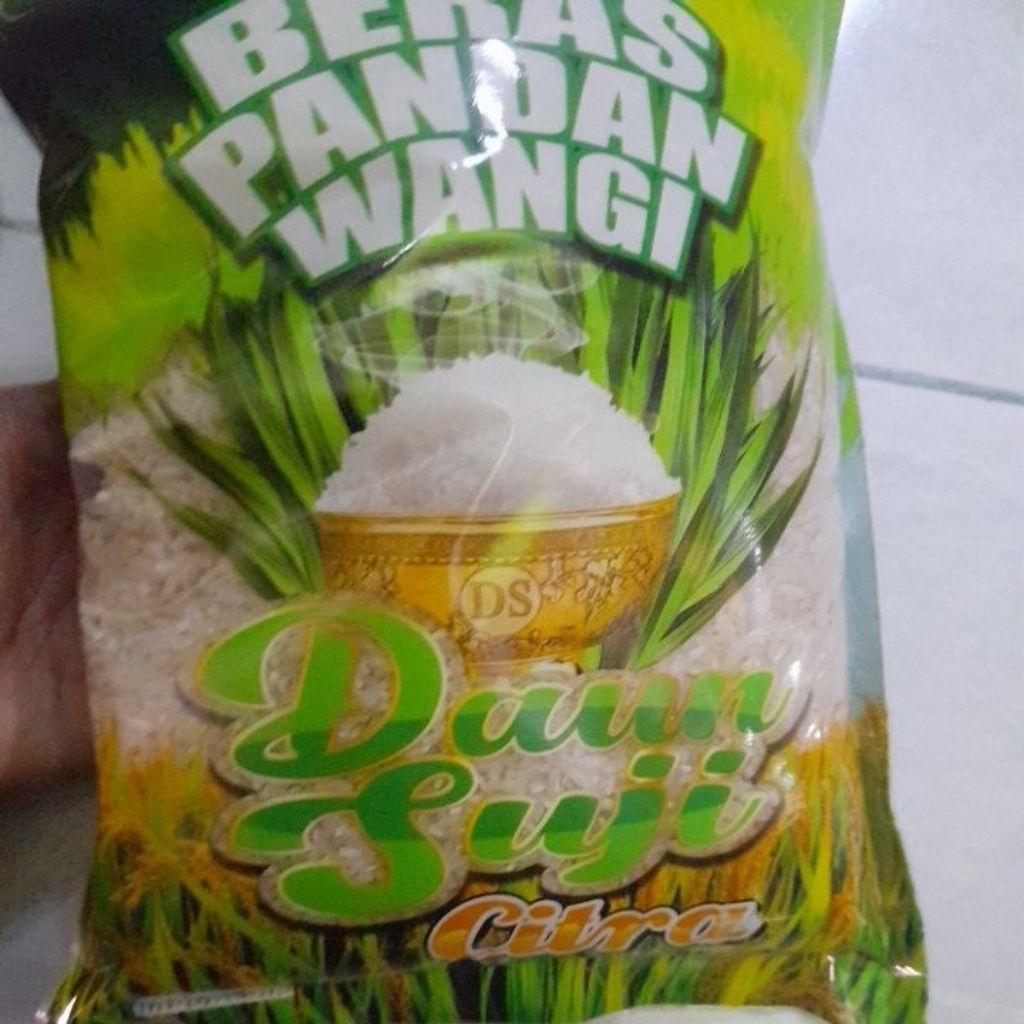 BERAS
PANDAN
WANGI
DS
Daun
Suji
Citra